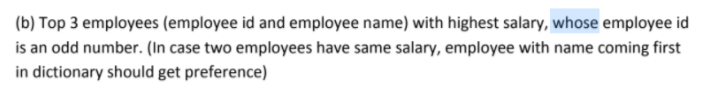 (b) Top 3 employees (employee id and employee name) with highest salary, whose employee id
is an odd number. (In case two employees have same salary, employee with name coming first
in dictionary should get preference)